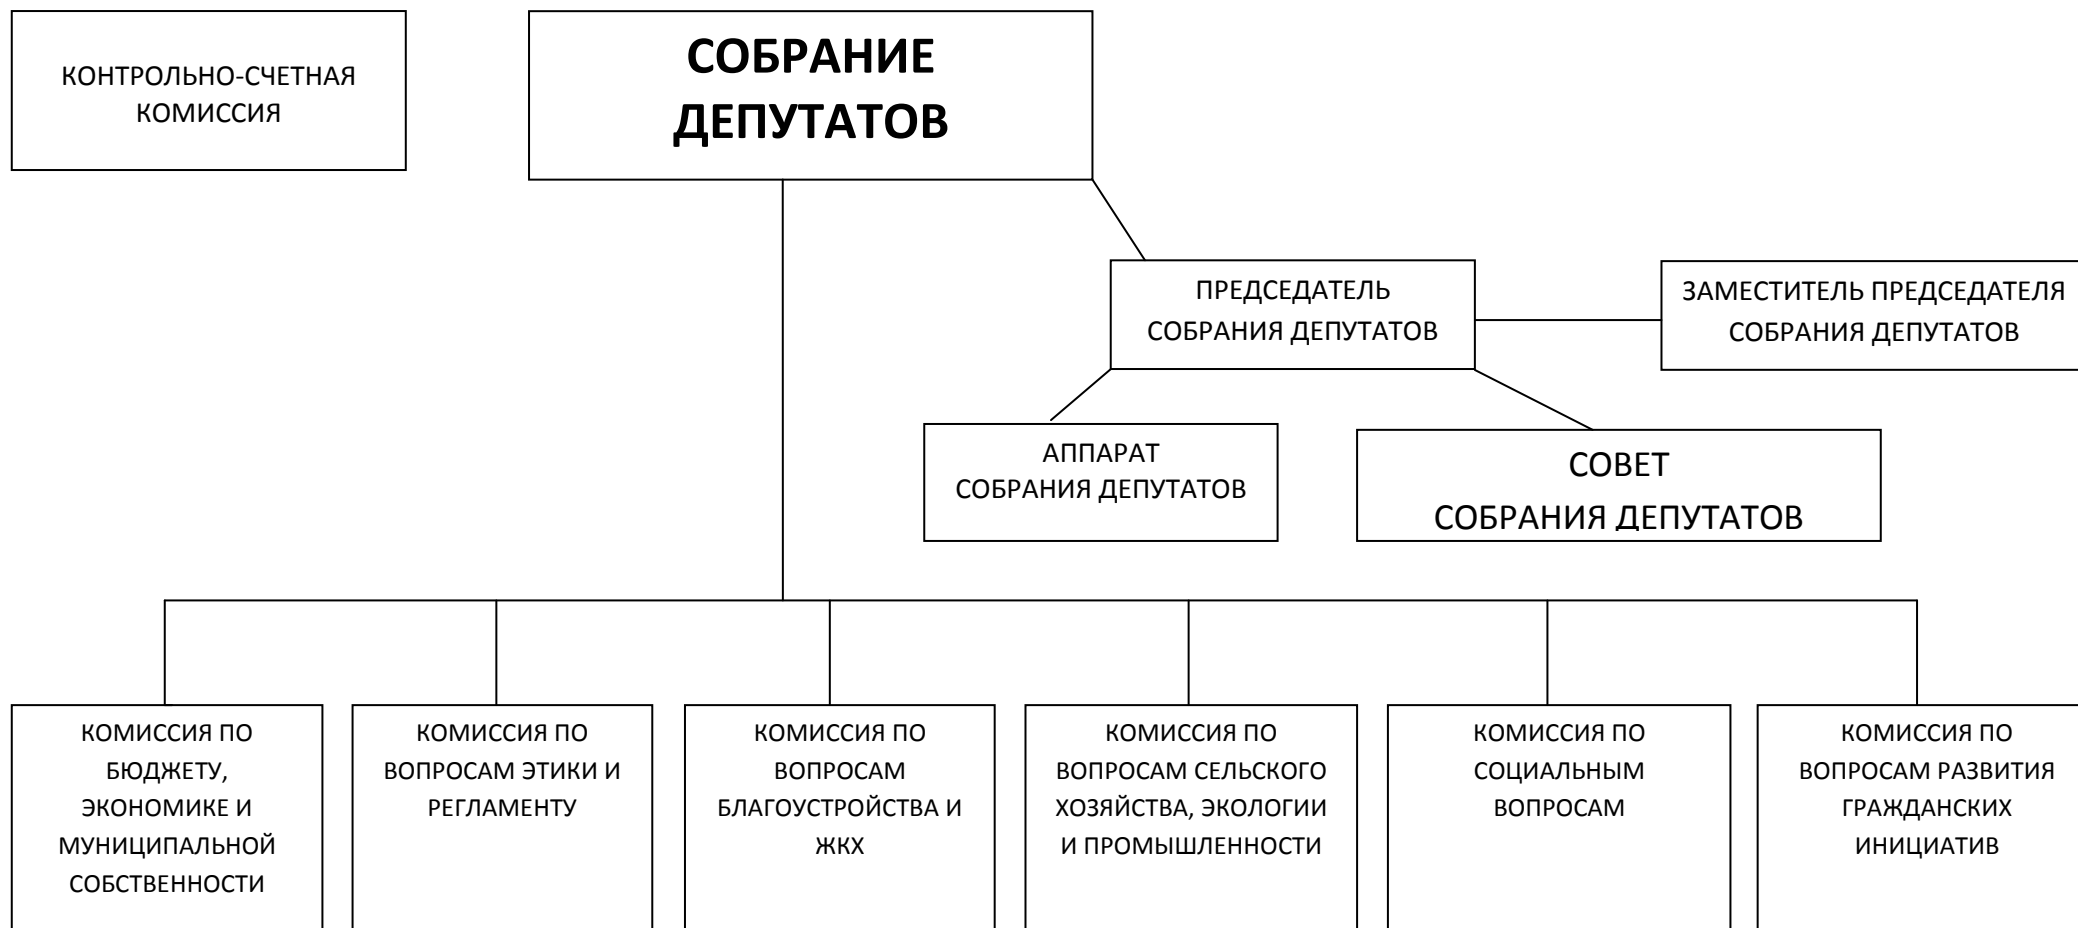 КОНТРОЛЬНО-СЧЕТНАЯ
КОМИССИЯ
СОБРАНИЕ
ДЕПУТАТОВ
ПРЕДСЕДАТЕЛЬ
СОБРАНИЯ ДЕПУТАТОВ
ЗАМЕСТИТЕЛЬ ПРЕДСЕДАТЕЛЯ
СОБРАНИЯ ДЕПУТАТОВ
АППАРАТ
СОБРАНИЯ ДЕПУТАТОВ
СОВЕТ
СОБРАНИЯ ДЕПУТАТОВ
КОМИССИЯ ПО
БЮДЖЕТУ,
ЭКОНОМИКЕ И
МУНИЦИПАЛЬНОЙ
СОБСТВЕННОСТИ
КОМИССИЯ ПО
ВОПРОСАМ ЭТИКИ И
РЕГЛАМЕНТУ
КОМИССИЯ ПО
ВОПРОСАМ
БЛАГОУСТРОЙСТВА И
ЖКХ
КОМИССИЯ ПО
ВОПРОСАМ СЕЛЬСКОГО
ХОЗЯЙСТВА, ЭКОЛОГИИ
И ПРОМЫШЛЕННОСТИ
КОМИССИЯ ПО
СОЦИАЛЬНЫМ
ВОПРОСАМ
КОМИССИЯ ПО
ВОПРОСАМ РАЗВИТИЯ
ГРАЖДАНСКИХ
ИНИЦИАТИВ